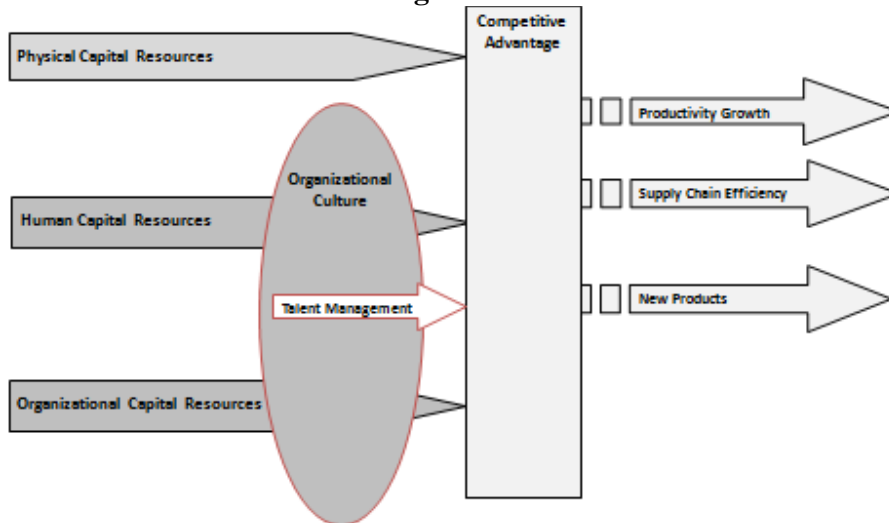 Competitive
Advantage
Physical Capital Resources
Productivity Growth
Organizational
Culture
Supply Chain Efficiency
Human Capital Resources
Talent Management
New Products
Organizational Capital Resources